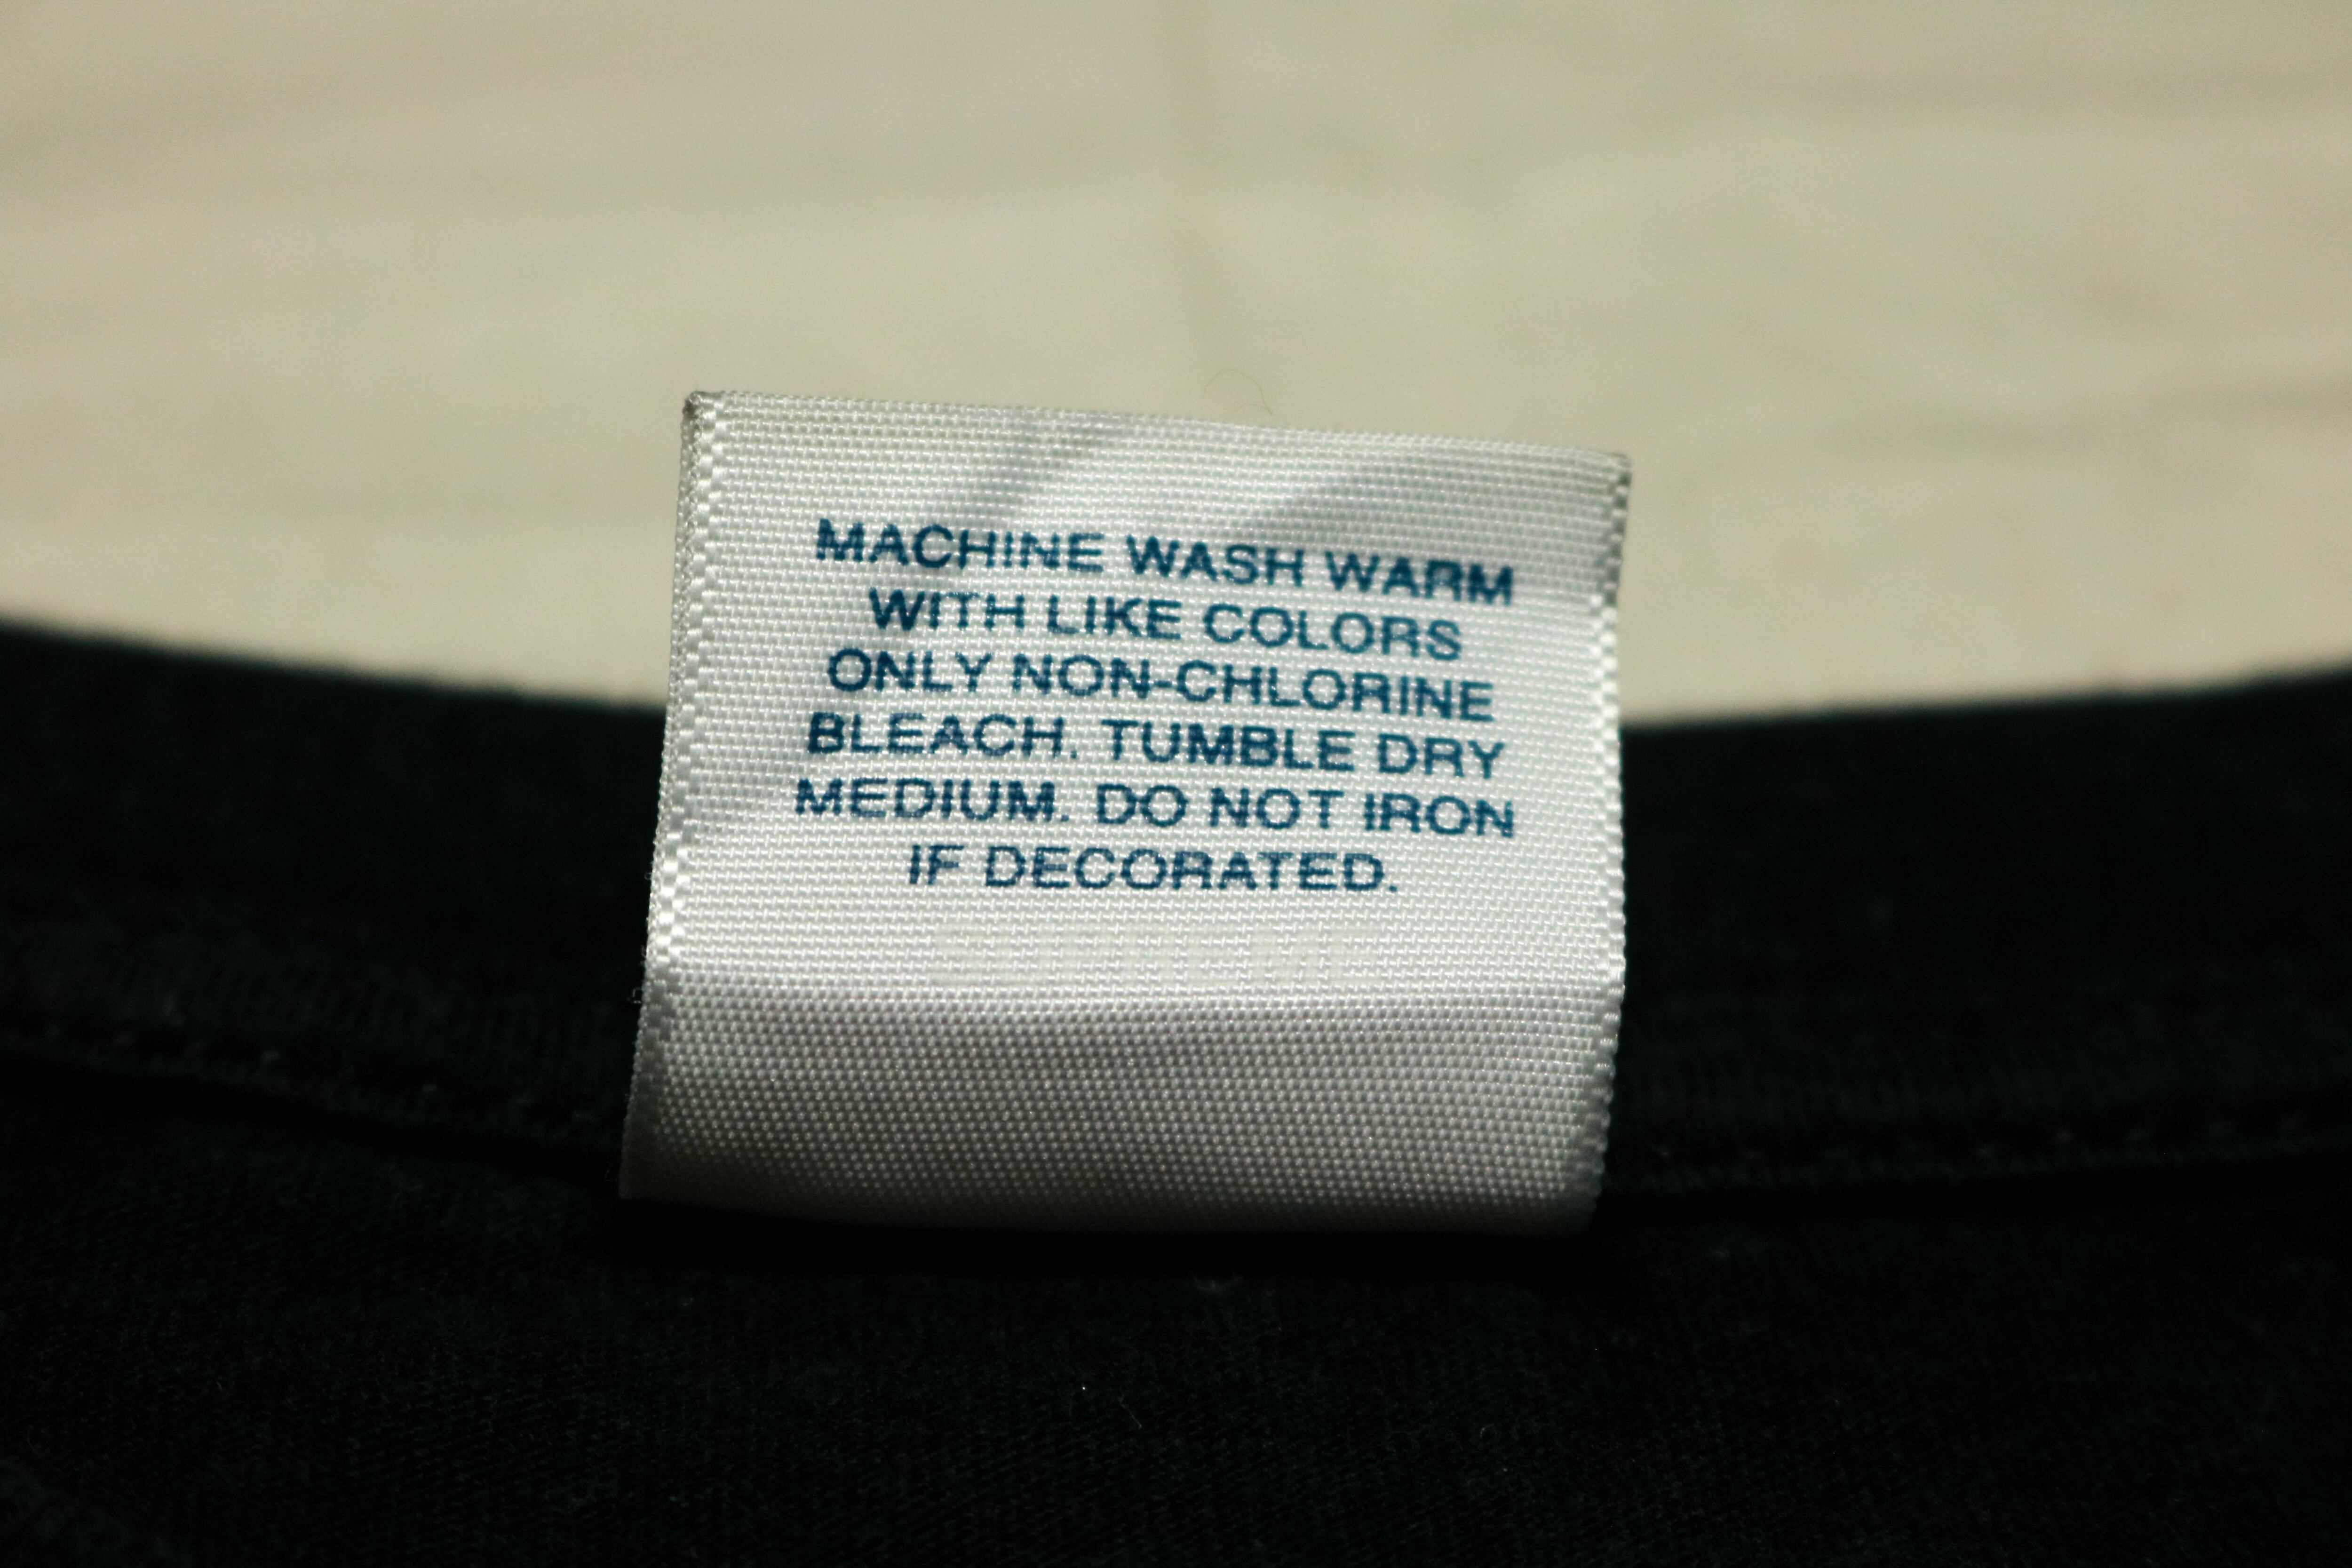 MACHINE WASH WARM
WITH LIKE COLORS
ONLY NON-CHLORINE
BLEACH. TUMBLE DRY
MEDIUM. DO NOT IRON
IF DECORATED.